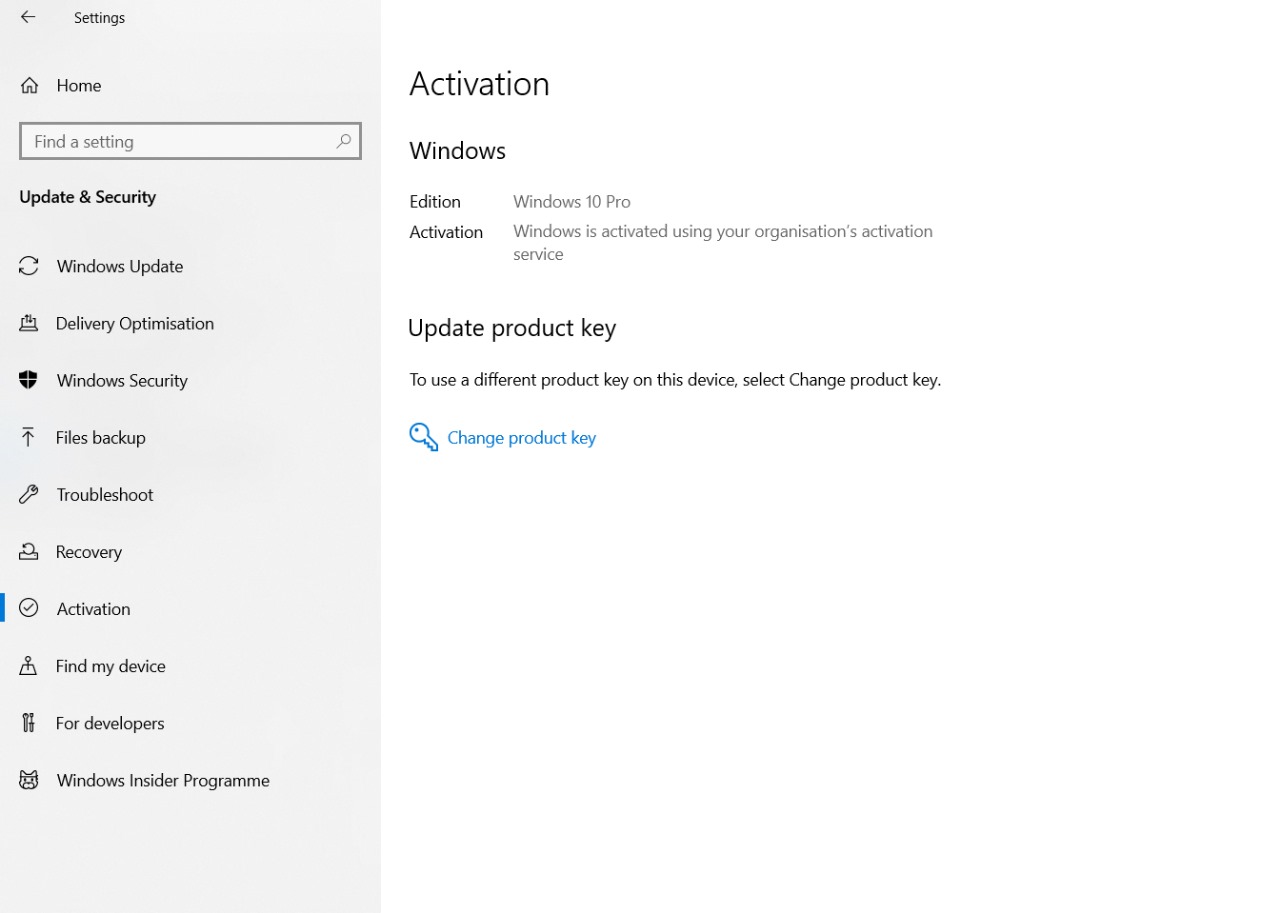 Settings
Home
Find a setting
Update & Security
Windows Update
Delivery Optimisation
Windows Security
Files backup
Troubleshoot
Recovery
Activation
Find my device
For developers
Windows Insider Programme
Activation
Windows
Edition Windows 10 Pro
Activation Windows is activated using your organisation's activation
service
Update product key
To use a different product key on this device, select Change product key.
Change product key